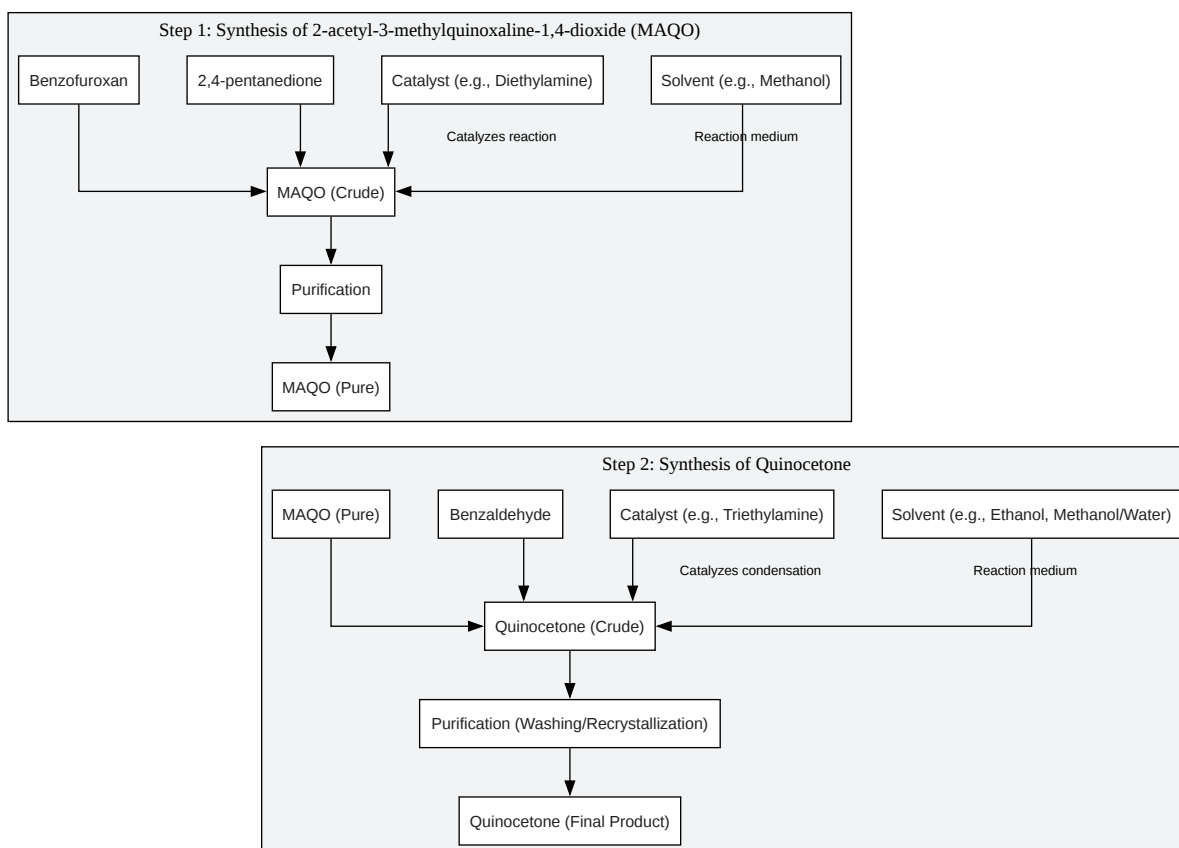 Step 1: Synthesis of 2-acetyl-3-methylquinoxaline-1,4-dioxide (MAQO)
Benzofuroxan
2,4-pentanedione
Catalyst (e.g., Diethylamine)
Solvent (e.g., Methanol)
Catalyzes reaction
Reaction medium
MAQO (Crude)
Purification
MAQO (Pure)
Step 2: Synthesis of Quinocetone
MAQO (Pure)
Benzaldehyde
Catalyst (e.g., Triethylamine)
Solvent (e.g., Ethanol, Methanol/Water)
Catalyzes condensation
Reaction medium
Quinocetone (Crude)
Purification (Washing/Recrystallization)
Quinocetone (Final Product)